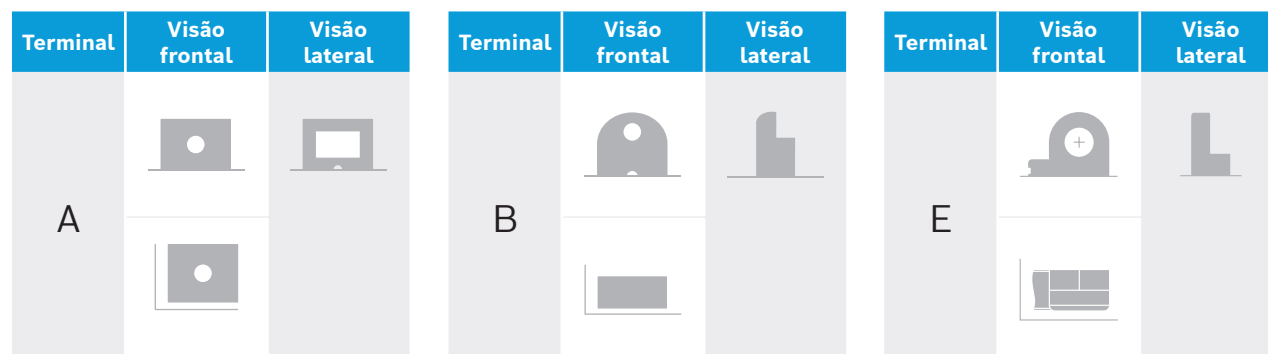 Terminal
Visão
frontal
Visão
lateral
A
Terminal
Visão
frontal
Visão
lateral
B
Terminal
Visão
frontal
Visão
lateral
E